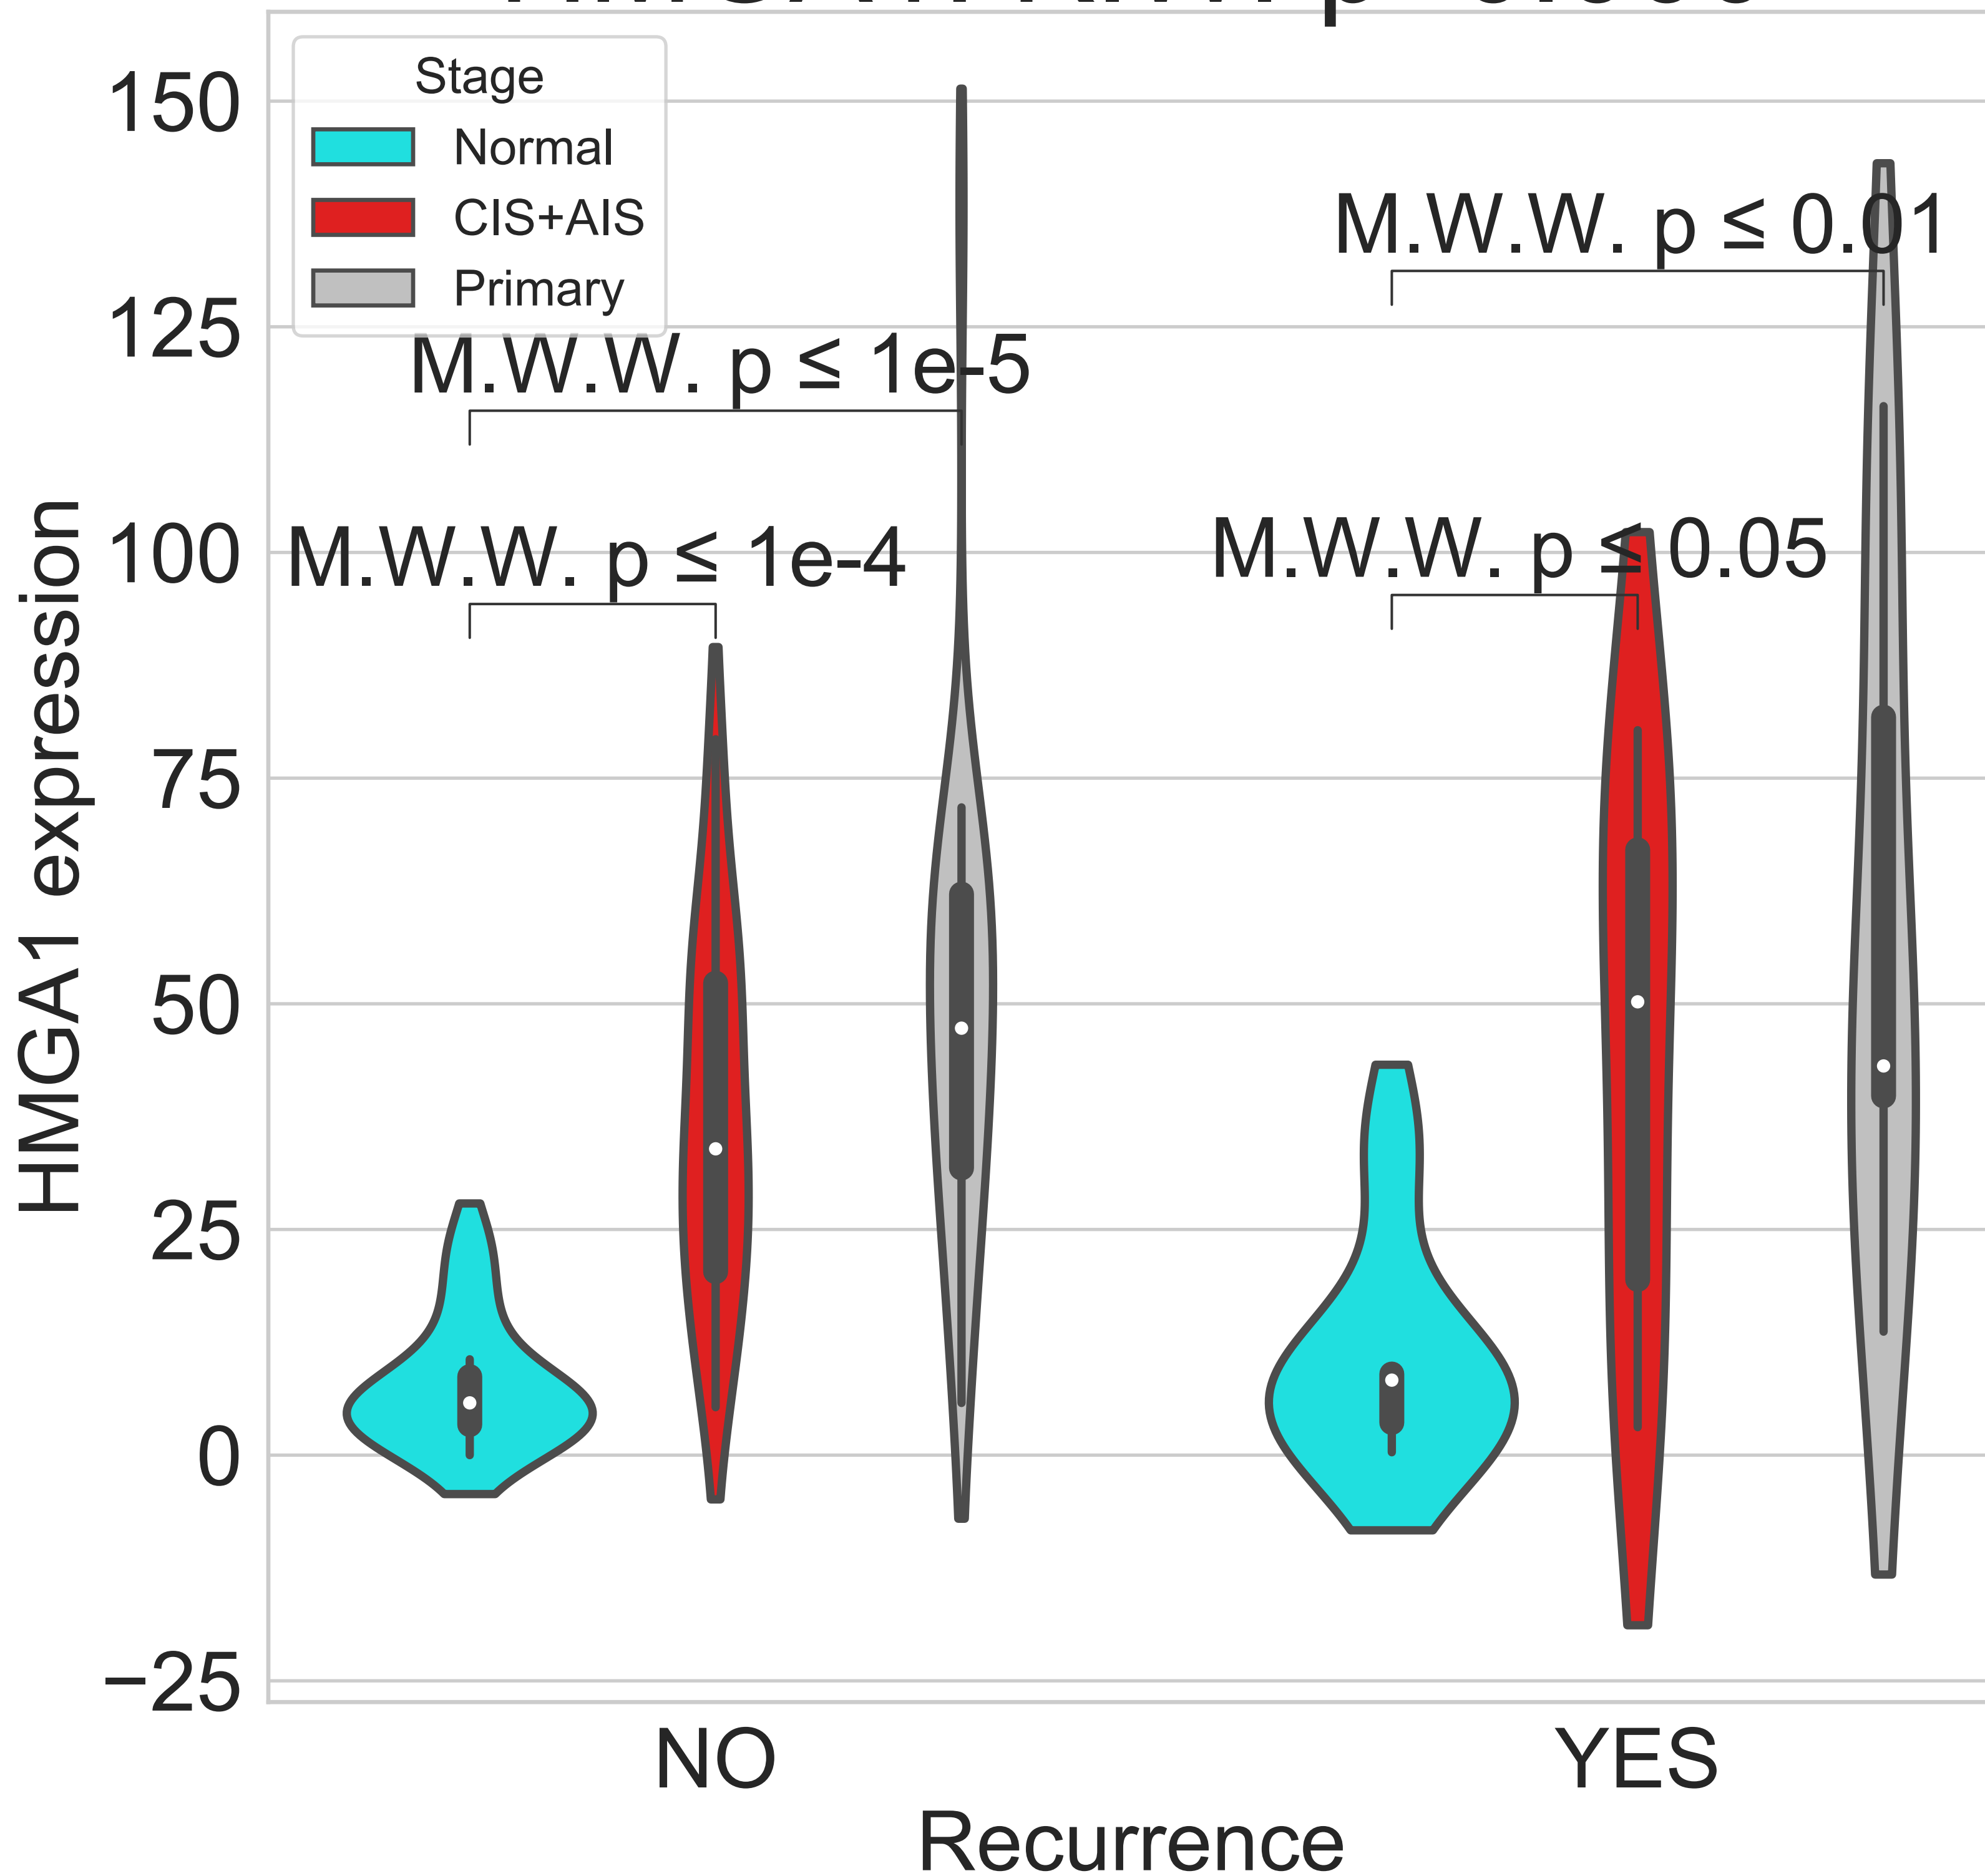 Stage
Normal
CIS+AIS
Primary
150
125
100
75
50
25
0
−25
HMGA1 expression
M.W.W. p ≤ 0.01
M.W.W. p ≤ 1e-5
M.W.W. p ≤ 1e-4
M.W.W. p ≤ 0.05
NO
YES
Recurrence